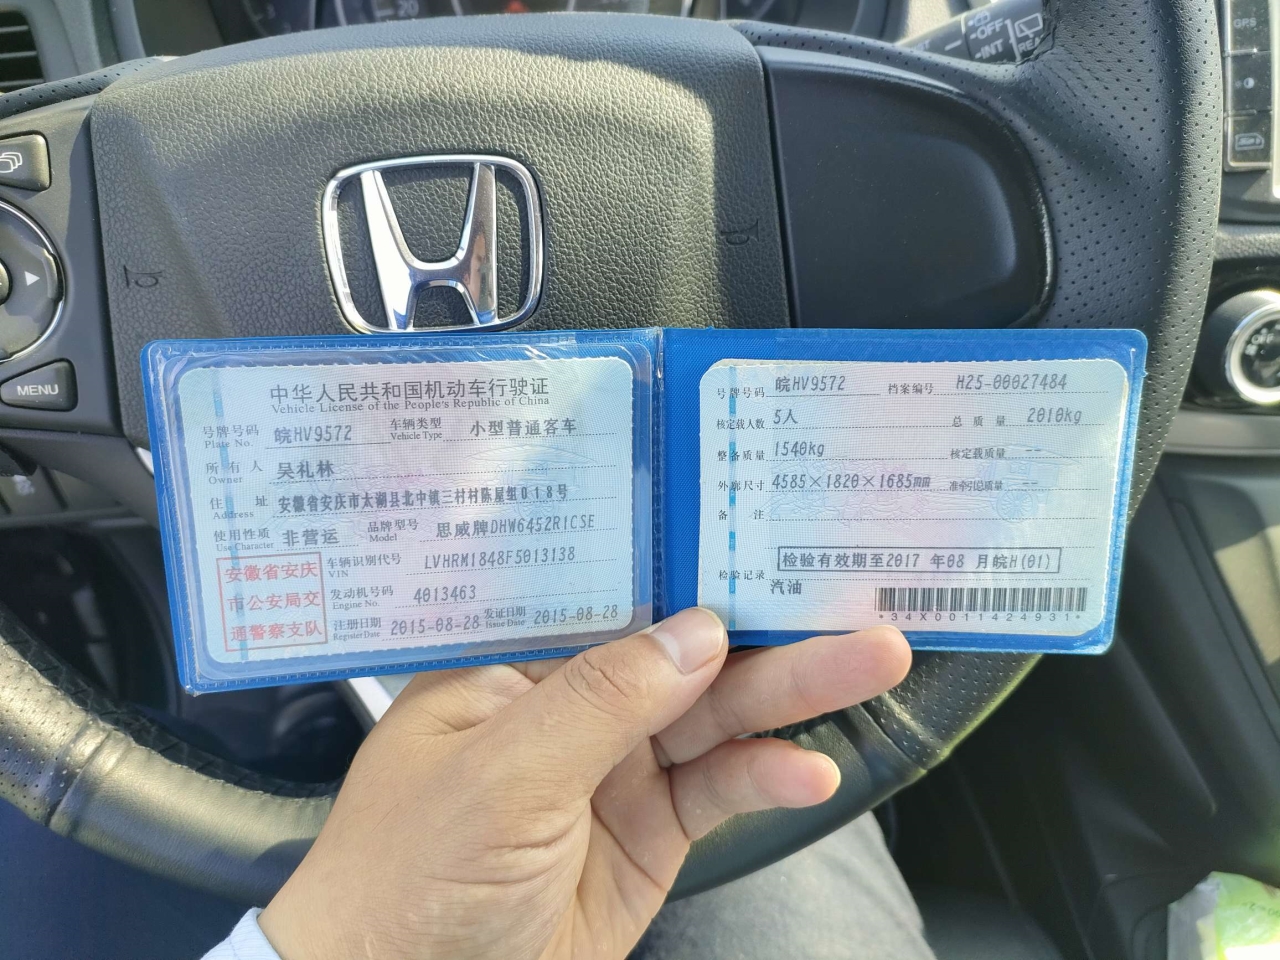 -OFF
-INT
GPS
MENU
OFF
中华人民共和国机动车行驶证
Vehicle License of the People's Republic of China
号牌号码 皖HV9572 车辆类型 小型普通客车
Plate No. Vehicle Type
所有人 吴礼林
Owner
住址 安徽省安庆市太湖县北中镇三村村陈屋组018号
Address
使用性质 非营运 品牌型号 思威牌DHW6452R1CSE
Use Character Model
安徽省安庆
市公安局交
通警察支队
车辆识别代号 LVHRM1848F5013138
VIN
发动机号码 4013463
Engine No.
注册日期 2015-08-28 发证日期 2015-08-28
Register Date Issue Date
号牌号码 皖HV9572 档案编号 H25-00027484
核定载人数 5人 总质量 2010kg
整备质量 1540kg 核定载质量 --
外廓尺寸 4585×1820×1685mm 准牵引总质量 --
备注
检验有效期至2017 年08 月皖H(01)
检验记录
汽油
*34X0011424931*